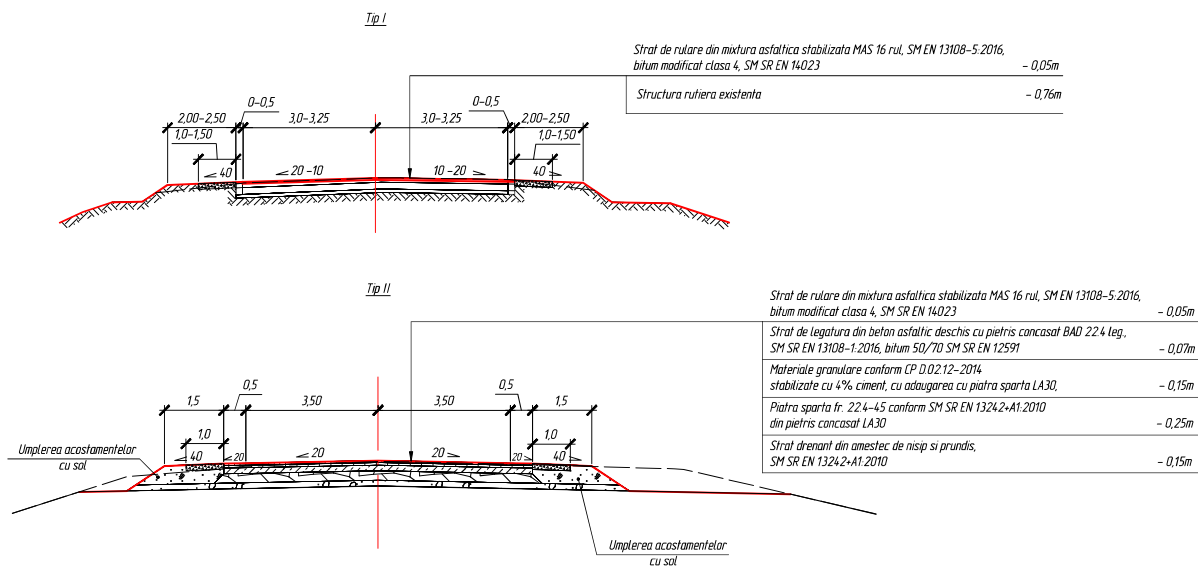 Tip I
Strat de rulare din mixtura asfaltica stabilizata MAS 16 rul, SM EN 13108-5:2016,
bitum modificat clasa 4, SM SR EN 14023 - 0,05m
Structura rutiera existenta - 0,76m
0-0,5 0-0,5
2,00-2,50 3,0-3,25 3,0-3,25 2,00-2,50
1,0-1,50 1,0-1,50
40 20-10 10-20 40
Tip II
Strat de rulare din mixtura asfaltica stabilizata MAS 16 rul, SM EN 13108-5:2016,
bitum modificat clasa 4, SM SR EN 14023 - 0,05m
Strat de legatura din beton asfaltic deschis cu pietris concasat BAD 22.4 leg.,
SM SR EN 13108-1:2016, bitum 50/70 SM SR EN 12591 - 0,07m
Materiale granulare conform CP D.02.12-2014
stabilizate cu 4% ciment, cu adaugarea cu piatra sparta LA30, - 0,15m
Piatra sparta fr. 22.4-45 conform SM SR EN 13242+A1:2010
din pietris concasat LA30 - 0,25m
Strat drenant din amestec de nisip si prundis,
SM SR EN 13242+A1:2010 - 0,15m
0,5 0,5
1,5 3,50 3,50 1,5
1,0 1,0
Umplerea acostamentelor
cu sol
40 20 20 20 20 40
Umplerea acostamentelor
cu sol